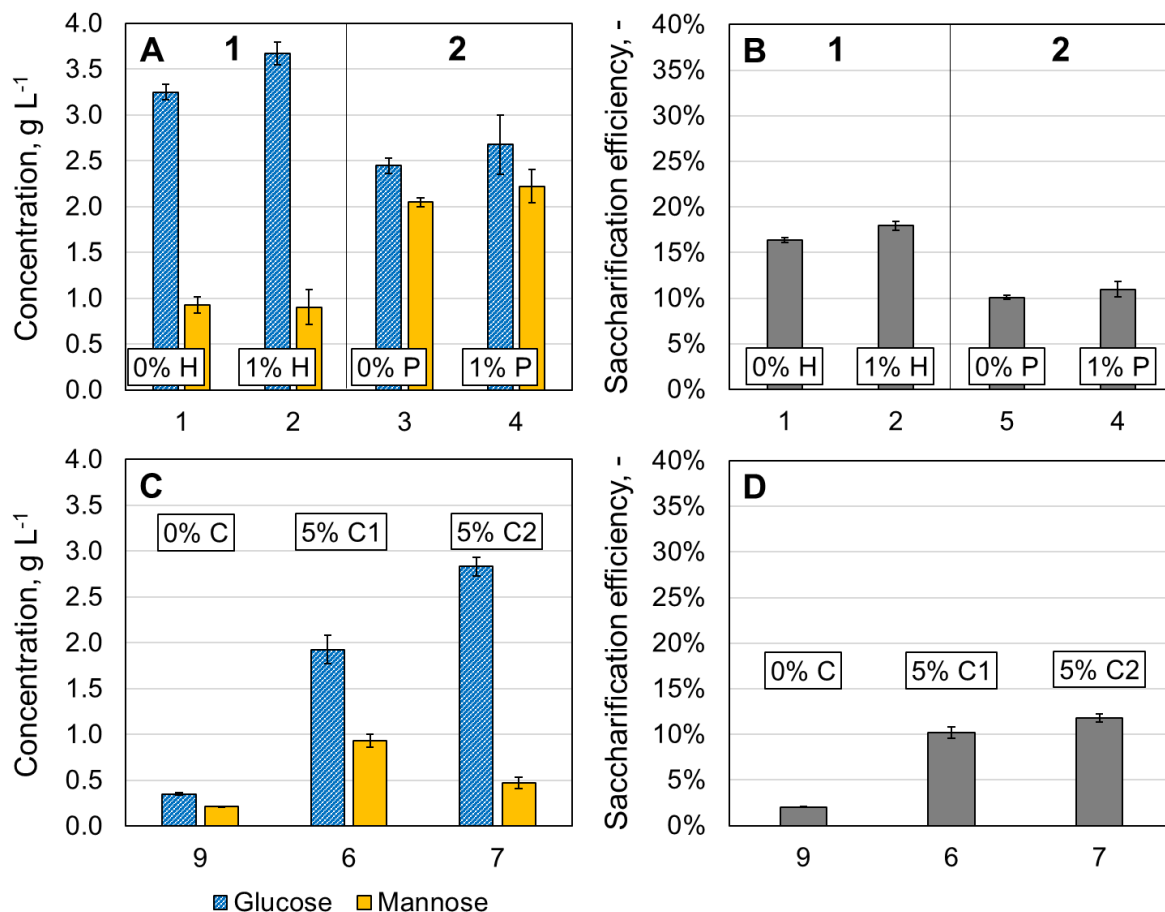 Concentration, g L-1
4.0
3.5
3.0
2.5
2.0
1.5
1.0
0.5
0.0
A 1 2
0% H 1% H 0% P 1% P
1 2 3 4
Saccharification efficiency, -
40%
35%
30%
25%
20%
15%
10%
5%
0%
B 1 2
0% H 1% H 0% P 1% P
1 2 5 4
Concentration, g L-1
4.0
3.5
3.0
2.5
2.0
1.5
1.0
0.5
0.0
C
0% C 5% C1 5% C2
9 6 7
Saccharification efficiency, -
40%
35%
30%
25%
20%
15%
10%
5%
0%
D
0% C 5% C1 5% C2
9 6 7
Glucose Mannose